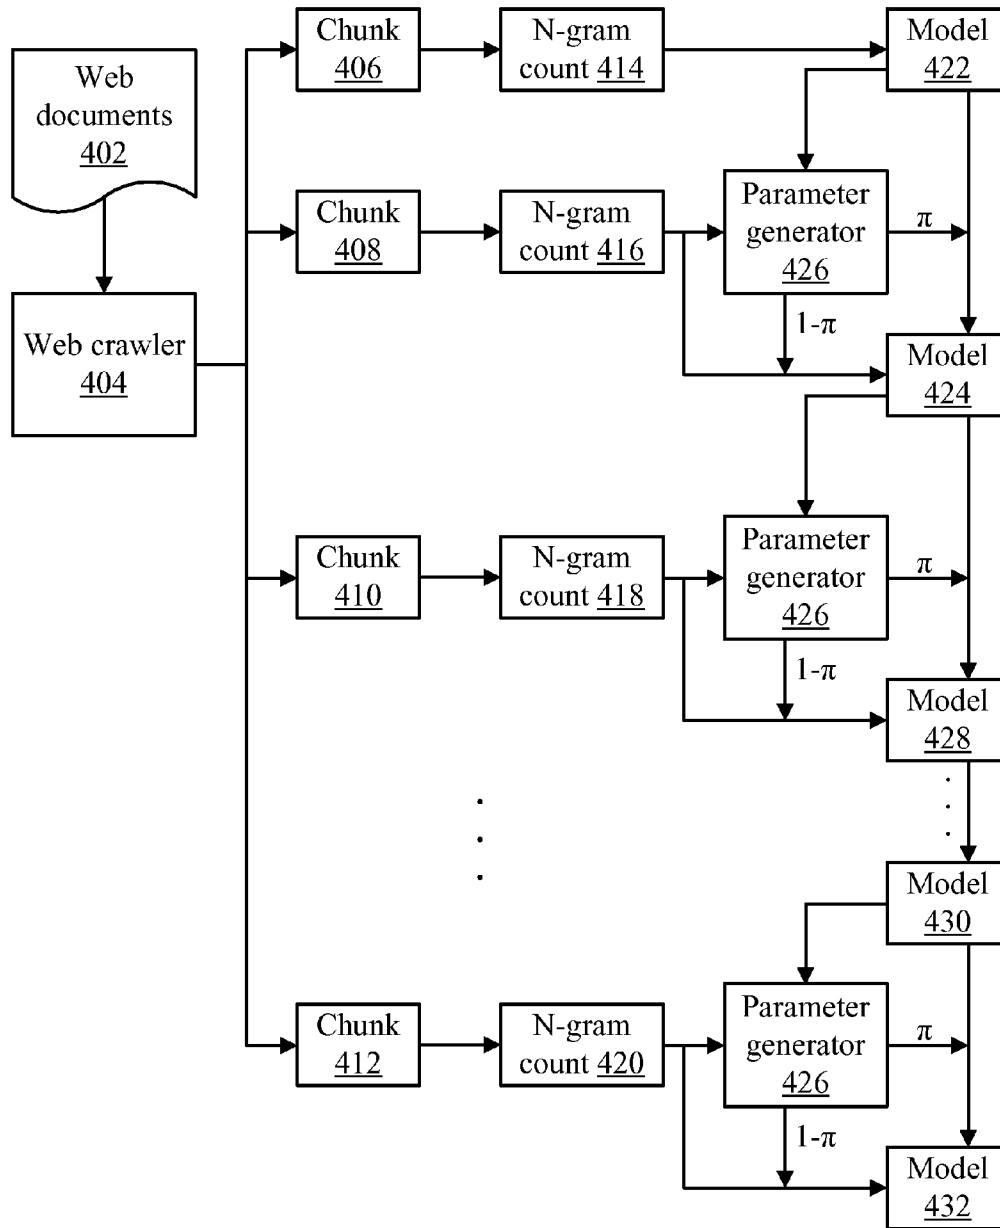 Web
documents
402
Web crawler
404
Chunk
406
N-gram
count 414
Model
422
Chunk
408
N-gram
count 416
Parameter
generator
426
π
1-π
Model
424
Chunk
410
N-gram
count 418
Parameter
generator
426
π
1-π
Model
428
Model
430
Chunk
412
N-gram
count 420
Parameter
generator
426
π
1-π
Model
432